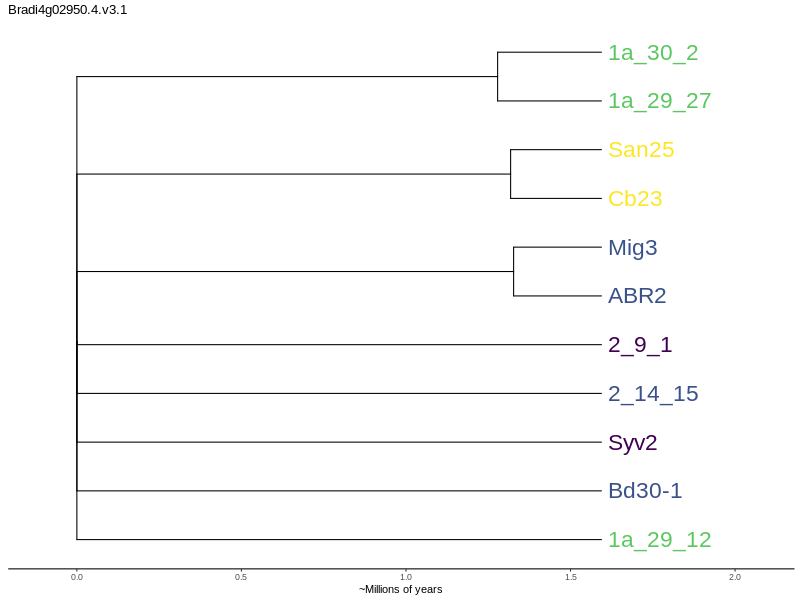 Bradi4g02950.4.v3.1
1a_30_2
1a_29_27
San25
Cb23
Mig3
ABR2
2_9_1
2_14_15
Syv2
Bd30-1
1a_29_12
0.0 0.5 1.0 1.5 2.0
~Millions of years